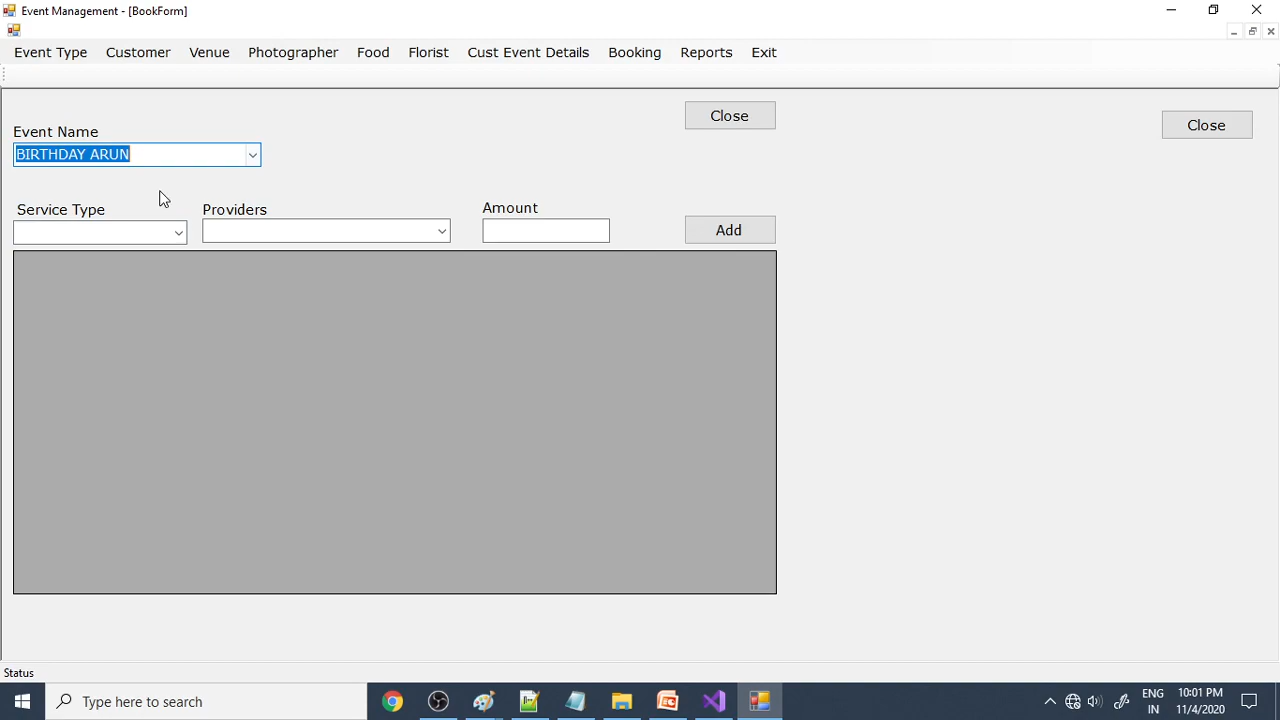 Event Management - [BookForm]
Event Type Customer Venue Photographer Food Florist Cust Event Details Booking Reports Exit
Close
Close
Event Name
BIRTHDAY ARUN
Service Type Providers Amount
Add
Status
Type here to search
ENG 10:01 PM
IN 11/4/2020